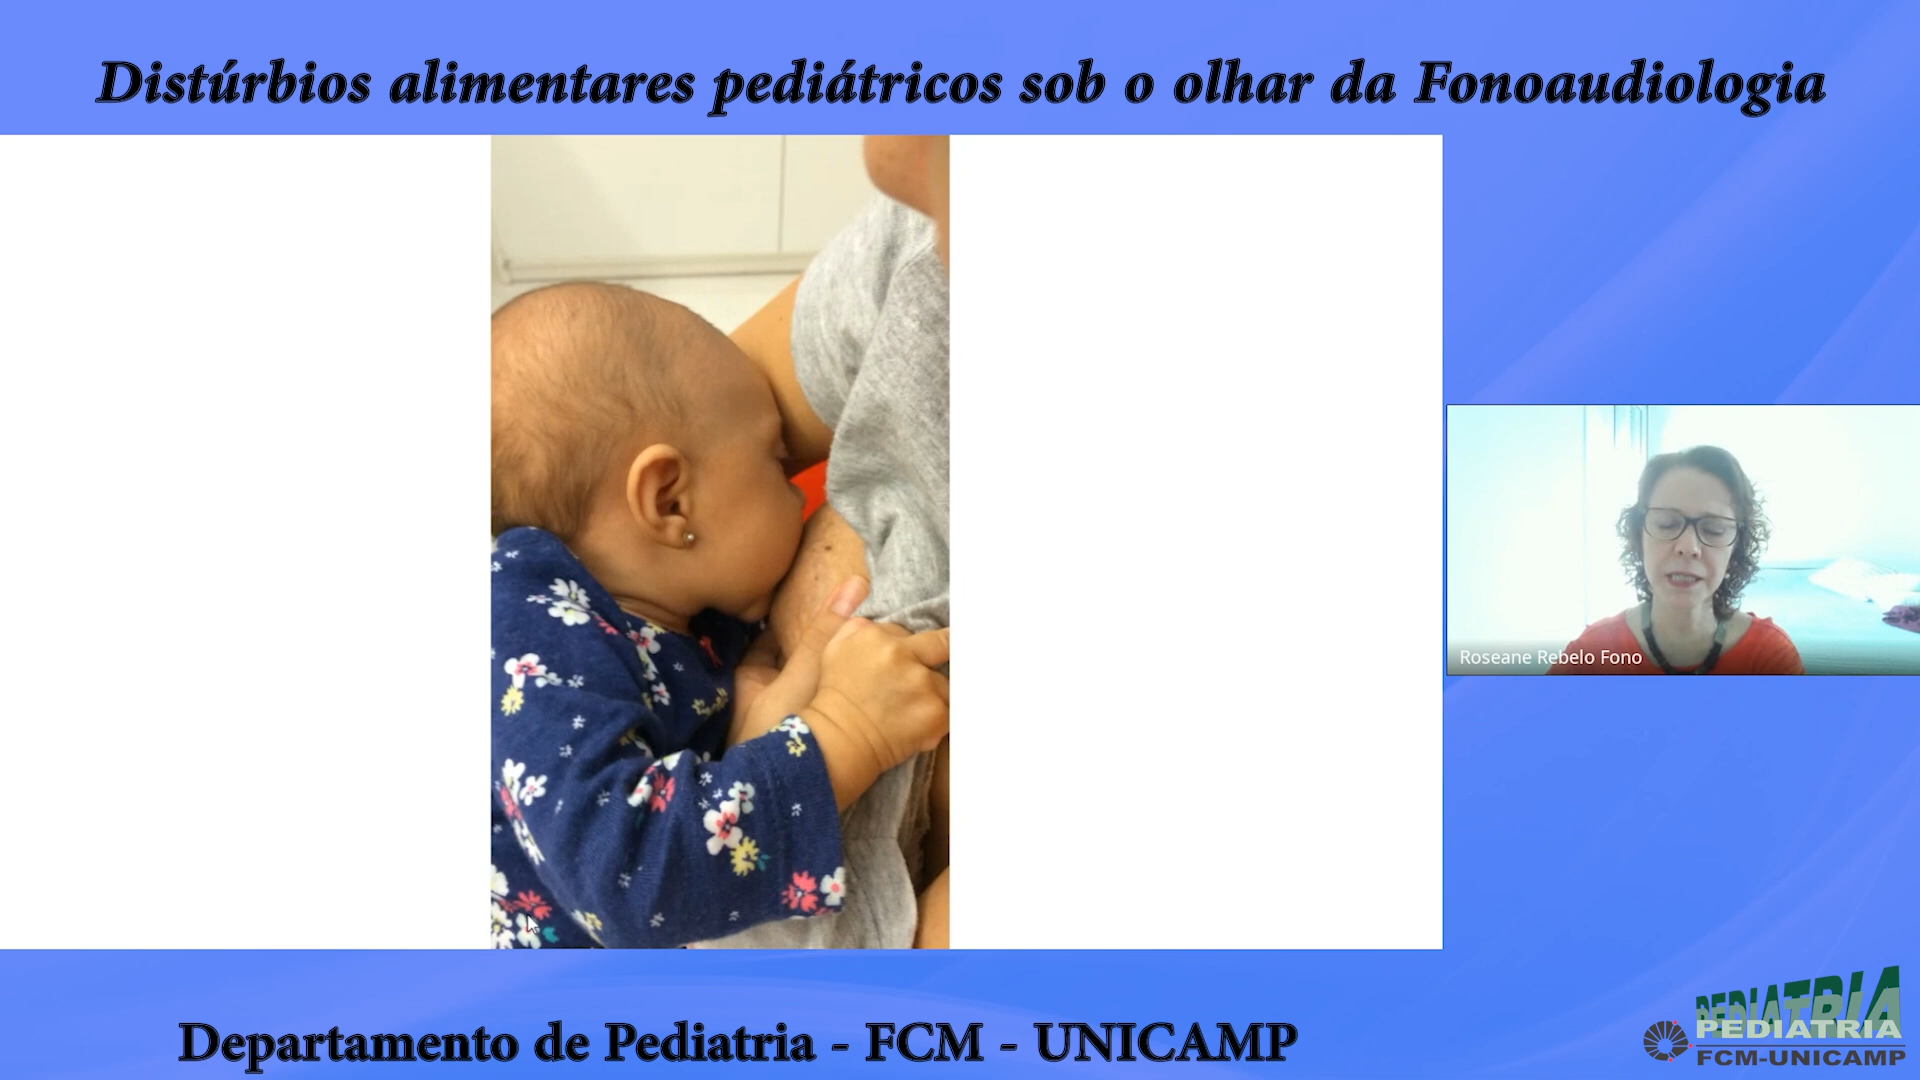 Distúrbios alimentares pediátricos sob o olhar da Fonoaudiologia
Roseane Rebelo Fono
Departamento de Pediatria - FCM - UNICAMP
PEDIATRIA
PEDIATRIA
FCM-UNICAMP